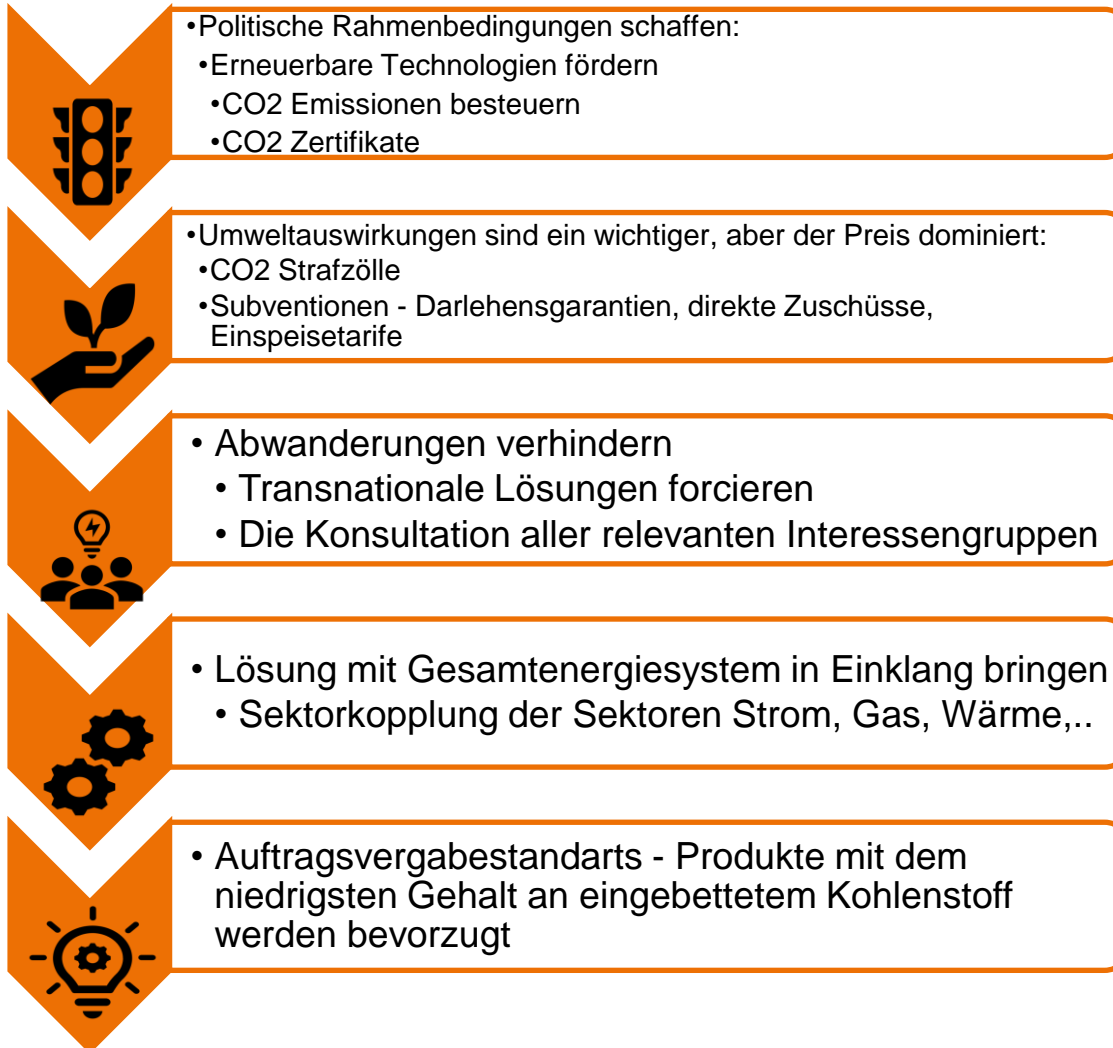 •Politische Rahmenbedingungen schaffen:
•Erneuerbare Technologien fördern
•CO2 Emissionen besteuern
•CO2 Zertifikate
•Umweltauswirkungen sind ein wichtiger, aber der Preis dominiert:
•CO2 Strafzölle
•Subventionen - Darlehensgarantien, direkte Zuschüsse,
Einspeisetarife
• Abwanderungen verhindern
• Transnationale Lösungen forcieren
• Die Konsultation aller relevanten Interessengruppen
• Lösung mit Gesamtenergiesystem in Einklang bringen
• Sektorkopplung der Sektoren Strom, Gas, Wärme,..
• Auftragsvergabestandarts - Produkte mit dem
niedrigsten Gehalt an eingebettetem Kohlenstoff
werden bevorzugt